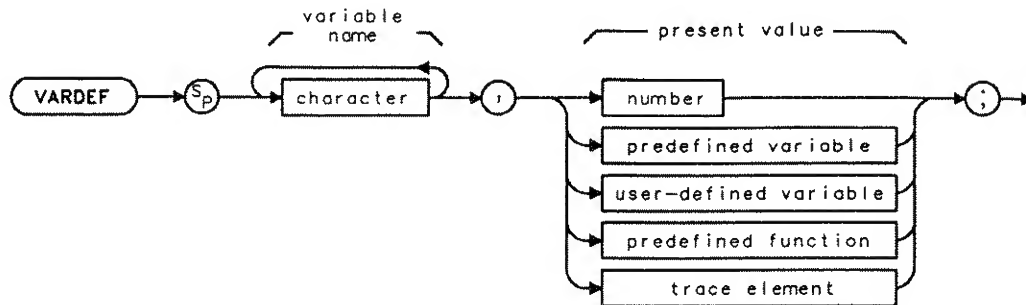 variable
name
present value
VARDEF
Sp
character
,
number
;
predefined variable
user-defined variable
predefined function
trace element